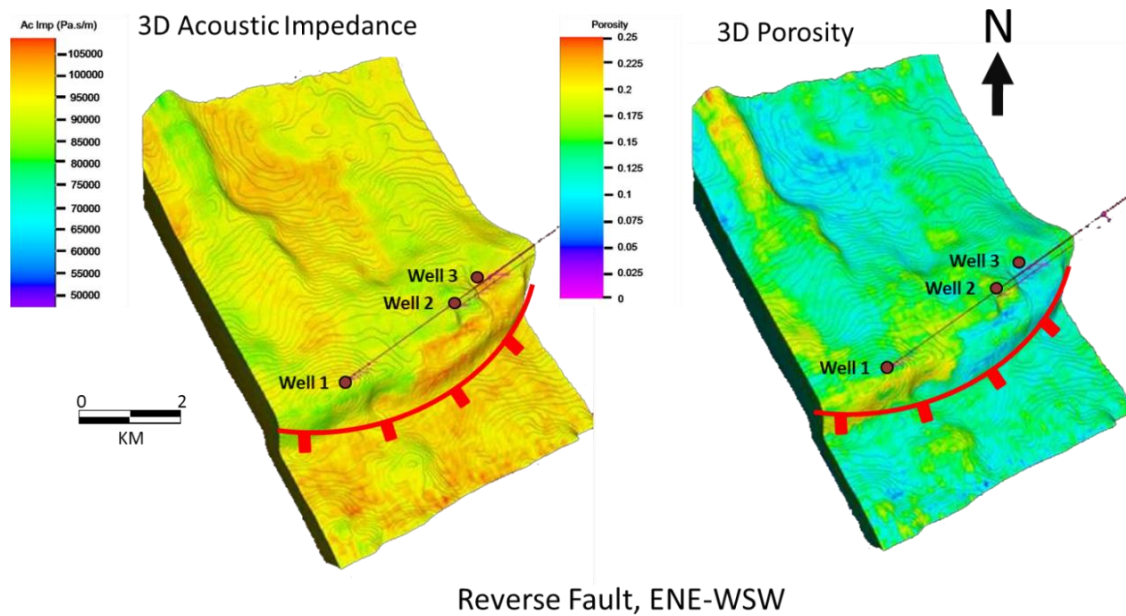 Ac Imp (Pa.s/m)
3D Acoustic Impedance
105000
100000
95000
90000
85000
80000
75000
70000
65000
60000
55000
50000
Well 3
Well 2
Well 1
0 2
KM
Porosity
3D Porosity
N
0.25
0.2
0.175
0.15
0.125
0.1
0.075
0.05
0.025
0
Well 3
Well 2
Well 1
Reverse Fault, ENE-WSW